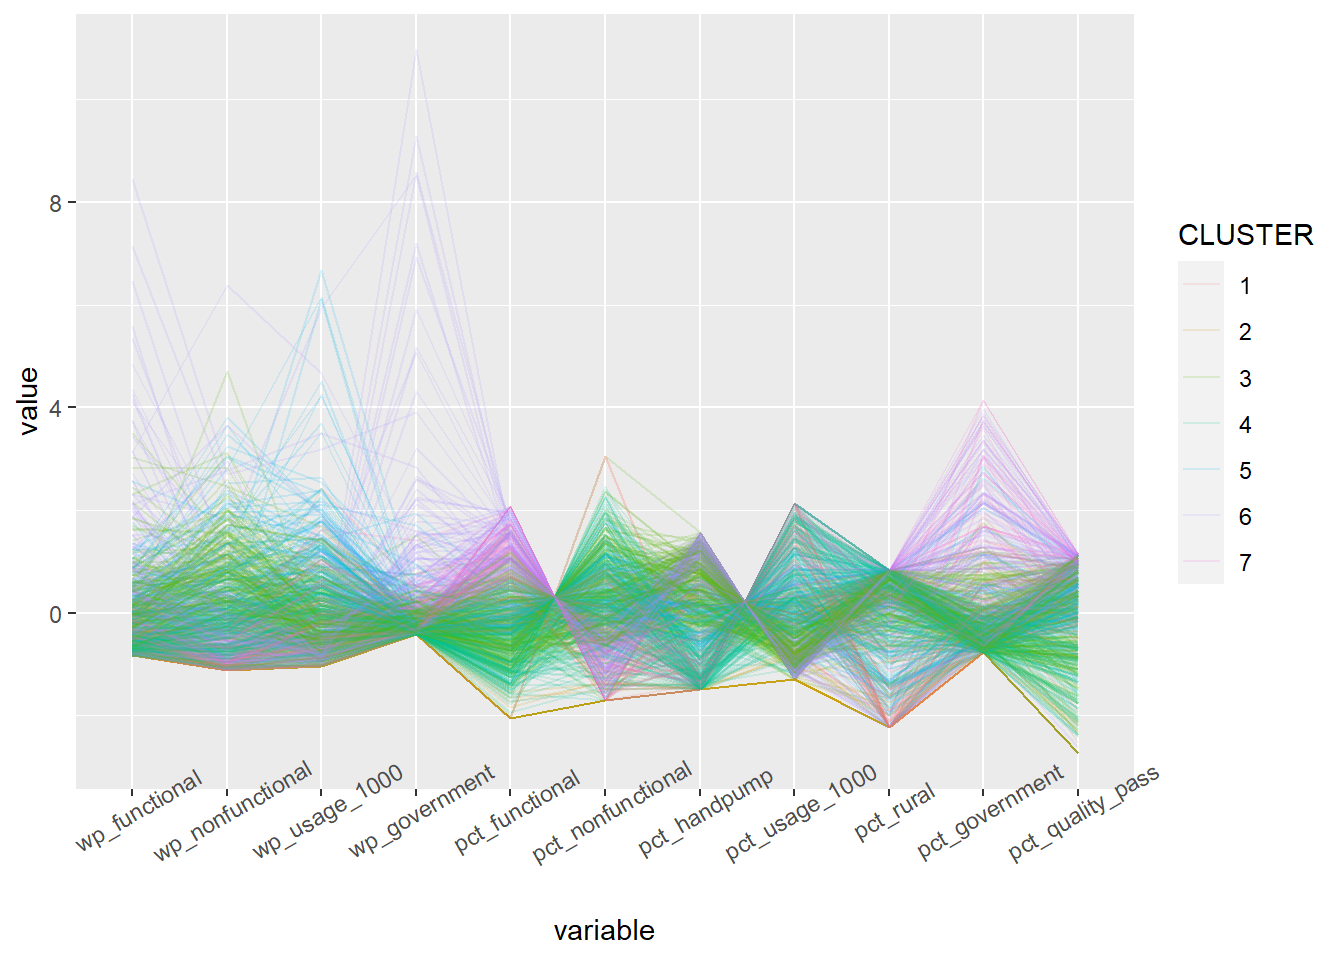 8
4
0
value
wp_functional
wp_nonfunctional
wp_usage_1000
wp_government
pct_functional
pct_nonfunctional
pct_handpump
pct_usage_1000
pct_rural
pct_government
pct_quality_pass
variable
CLUSTER
1
2
3
4
5
6
7